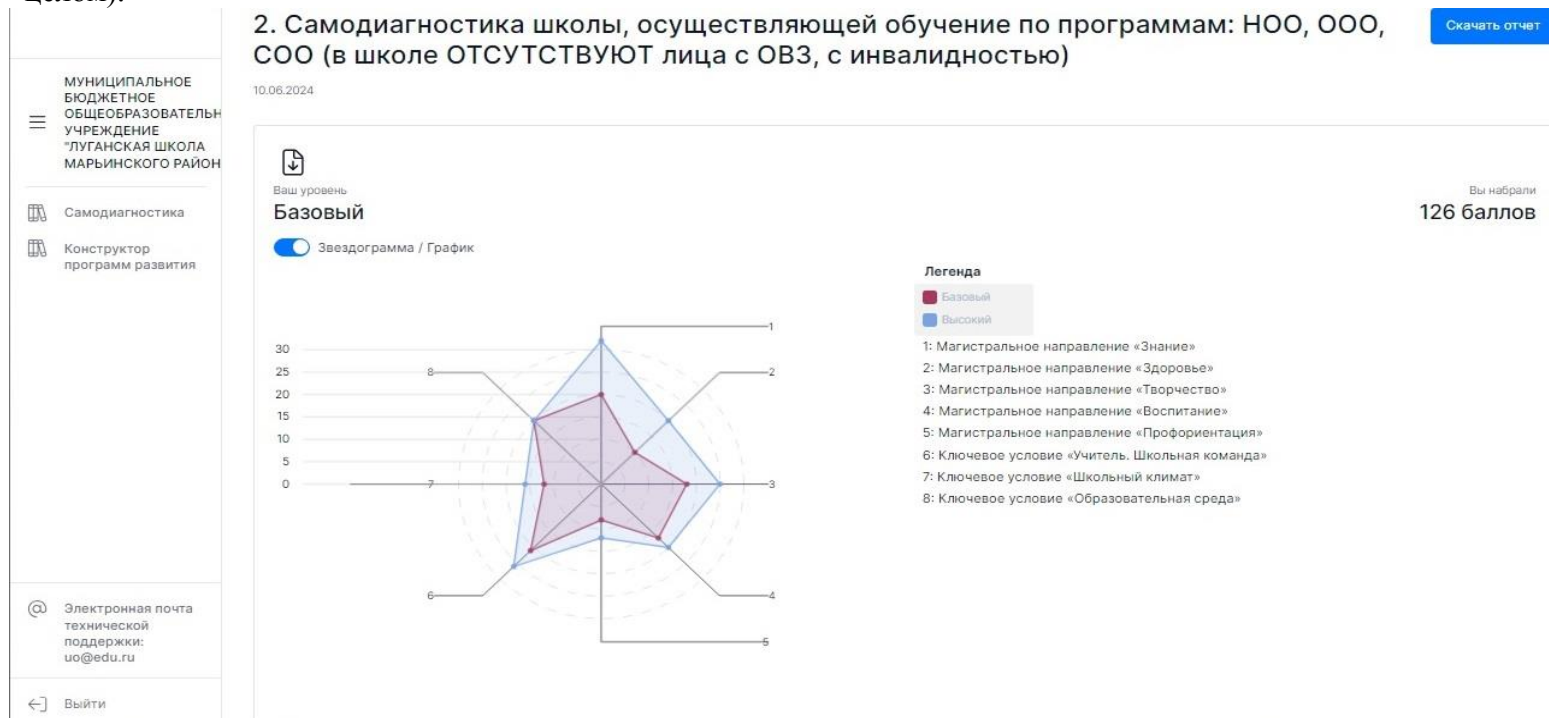 целом).
2. Самодиагностика школы, осуществляющей обучение по программам: НОО, ООО,
СОО (в школе ОТСУТСТВУЮТ лица с ОВЗ, с инвалидностью)
Скачать отчет
10.06.2024
МУНИЦИПАЛЬНОЕ
БЮДЖЕТНОЕ
ОБЩЕОБРАЗОВАТЕЛЬН
УЧРЕЖДЕНИЕ
"ЛУГАНСКАЯ ШКОЛА
МАРЬИНСКОГО РАЙОН
Самодиагностика
Конструктор
программ развития
Электронная почта
технической
поддержки:
uo@edu.ru
Выйти
Ваш уровень
Базовый
Вы набрали
126 баллов
Звездограмма / График
30
25
20
15
10
5
0
1
2
3
4
5
6
7
8
Легенда
Базовый
Высокий
1: Магистральное направление «Знание»
2: Магистральное направление «Здоровье»
3: Магистральное направление «Творчество»
4: Магистральное направление «Воспитание»
5: Магистральное направление «Профориентация»
6: Ключевое условие «Учитель. Школьная команда»
7: Ключевое условие «Школьный климат»
8: Ключевое условие «Образовательная среда»